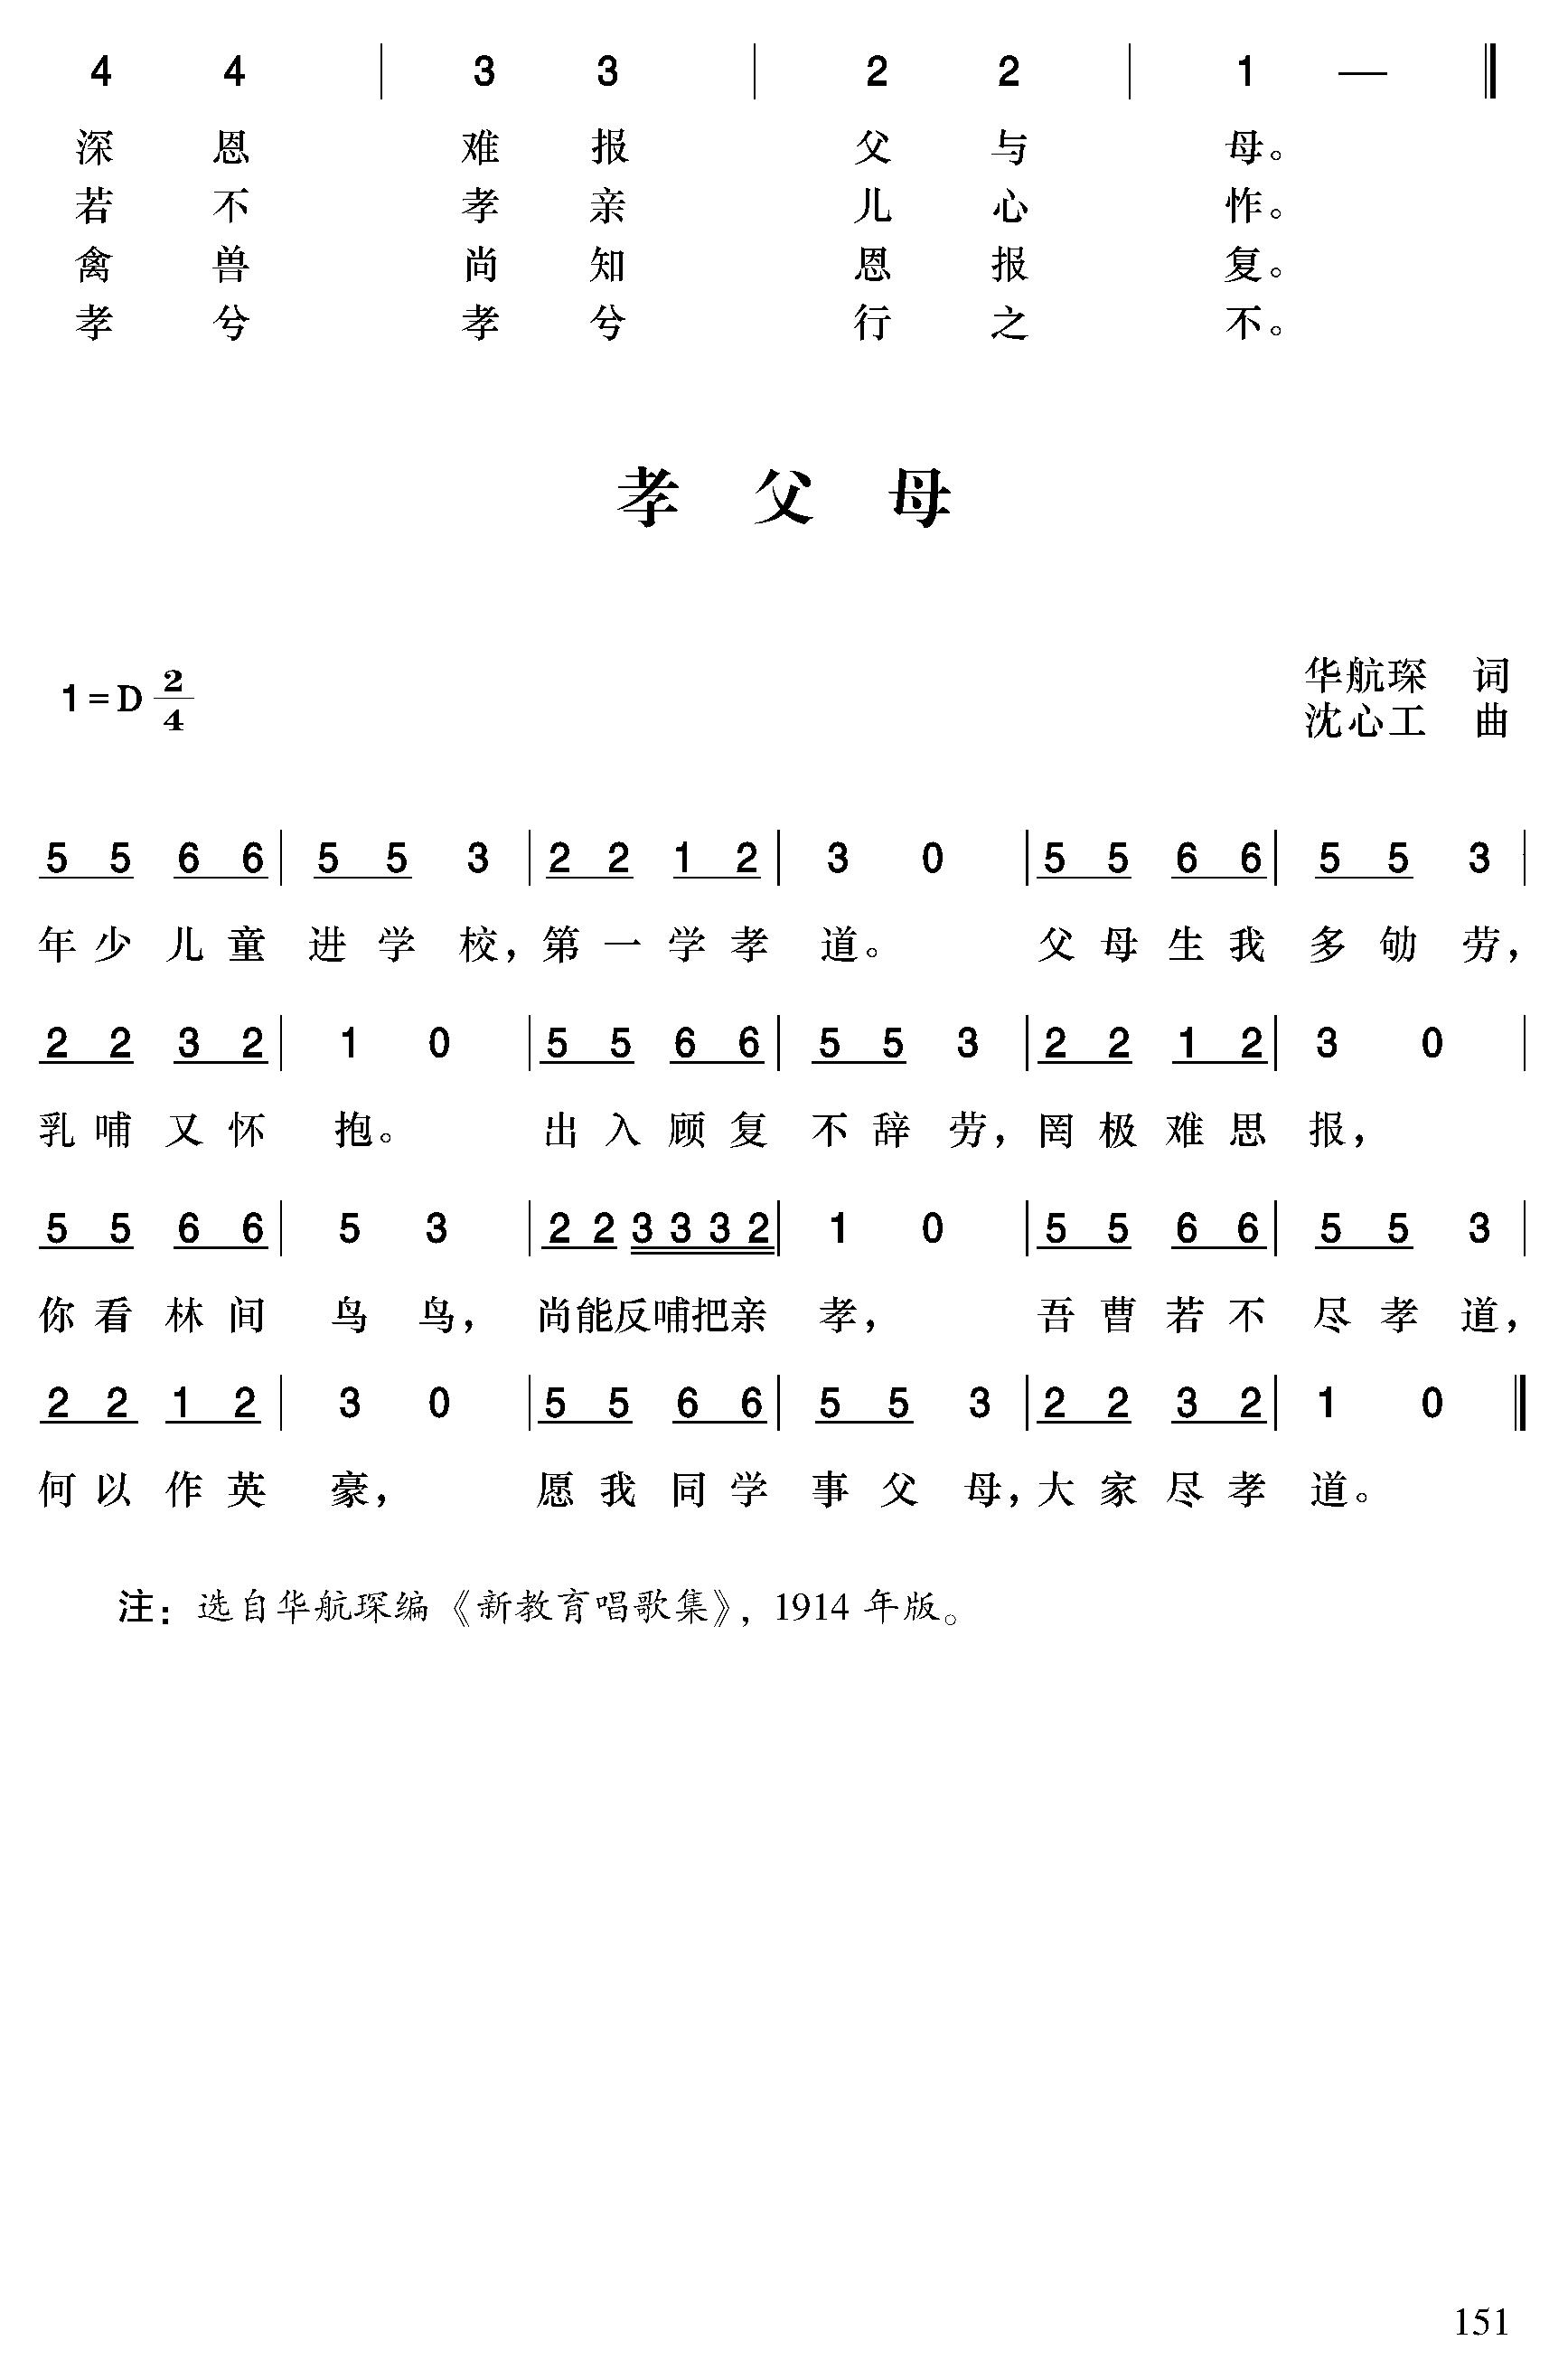 4 4 | 3 3 | 2 2 | 1 — ‖
深 恩 难 报 父 与 母。
若 不 孝 亲 儿 心 怍。
禽 兽 尚 知 恩 报 复。
孝 兮 孝 兮 行 之 不。
孝 父 母
1=D 2/4
华航琛 词
沈心工 曲
5 5 6 6 | 5 5 3 | 2 2 1 2 | 3 0 | 5 5 6 6 | 5 5 3 |
年 少 儿 童 进 学 校，第 一 学 孝 道。 父 母 生 我 多 劬 劳，
2 2 3 2 | 1 0 | 5 5 6 6 | 5 5 3 | 2 2 1 2 | 3 0 |
乳 哺 又 怀 抱。 出 入 顾 复 不 辞 劳，罔 极 难 思 报，
5 5 6 6 | 5 3 | 2 2 3 3 3 2 | 1 0 | 5 5 6 6 | 5 5 3 |
你 看 林 间 鸟 鸟，尚能反哺把亲 孝， 吾 曹 若 不 尽 孝 道，
2 2 1 2 | 3 0 | 5 5 6 6 | 5 5 3 | 2 2 3 2 | 1 0 ‖
何 以 作 英 豪， 愿 我 同 学 事 父 母，大 家 尽 孝 道。
注：选自华航琛编《新教育唱歌集》，1914 年版。
151